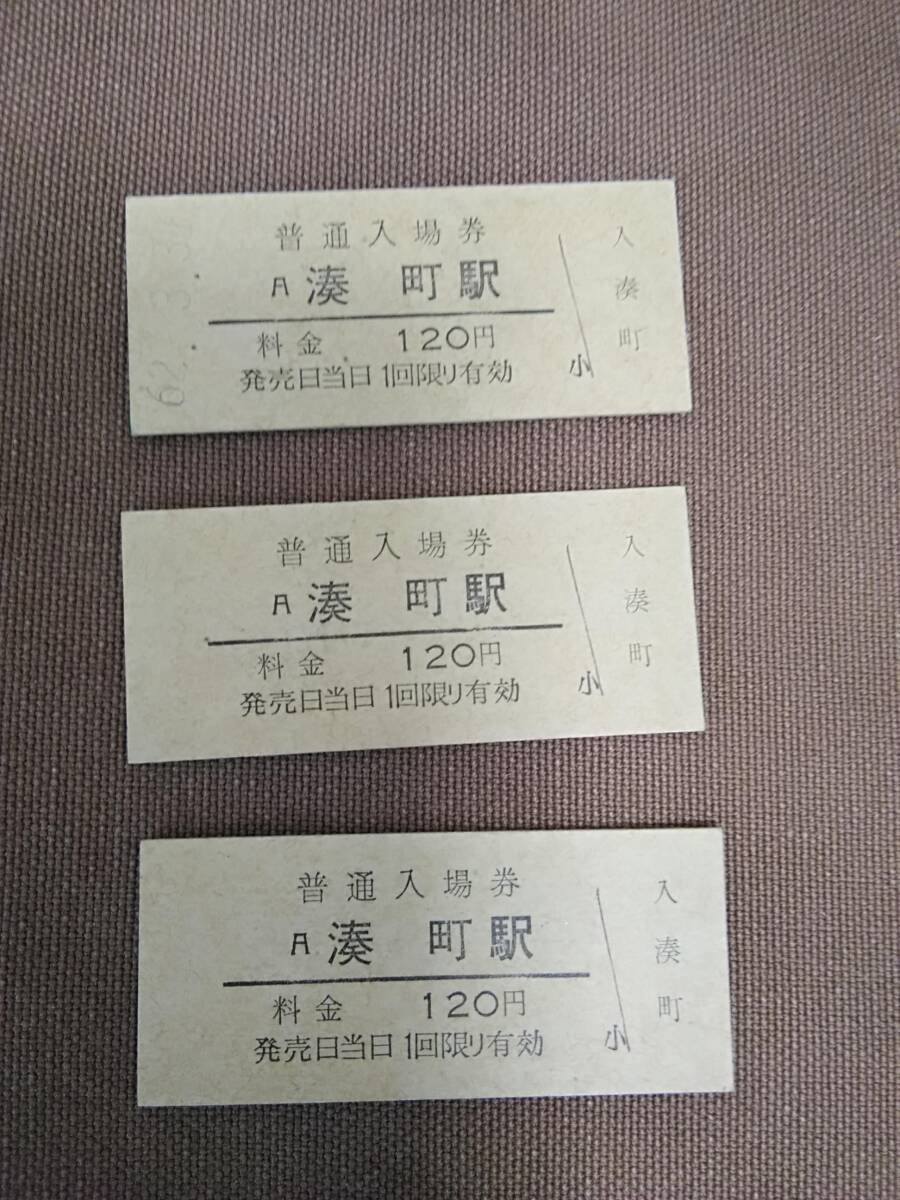 普通入場券
A 湊町駅
料金 120円
発売日当日1回限り有効
小
入湊町
62. 3.
普通入場券
A 湊町駅
料金 120円
発売日当日1回限り有効
小
入湊町
普通入場券
A 湊町駅
料金 120円
発売日当日1回限り有効
小
入湊町